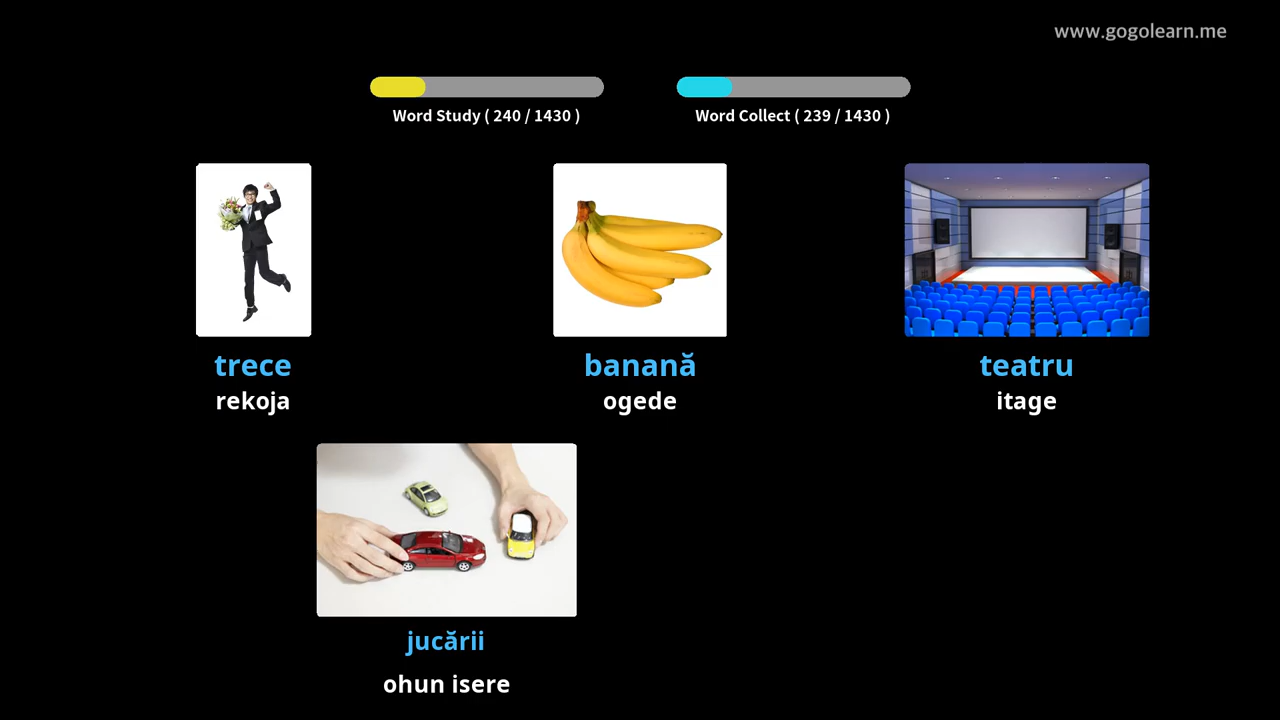 www.gogolearn.me
Word Study ( 240 / 1430 )
Word Collect ( 239 / 1430 )
trece
rekoja
banană
ogede
teatru
itage
jucării
ohun isere